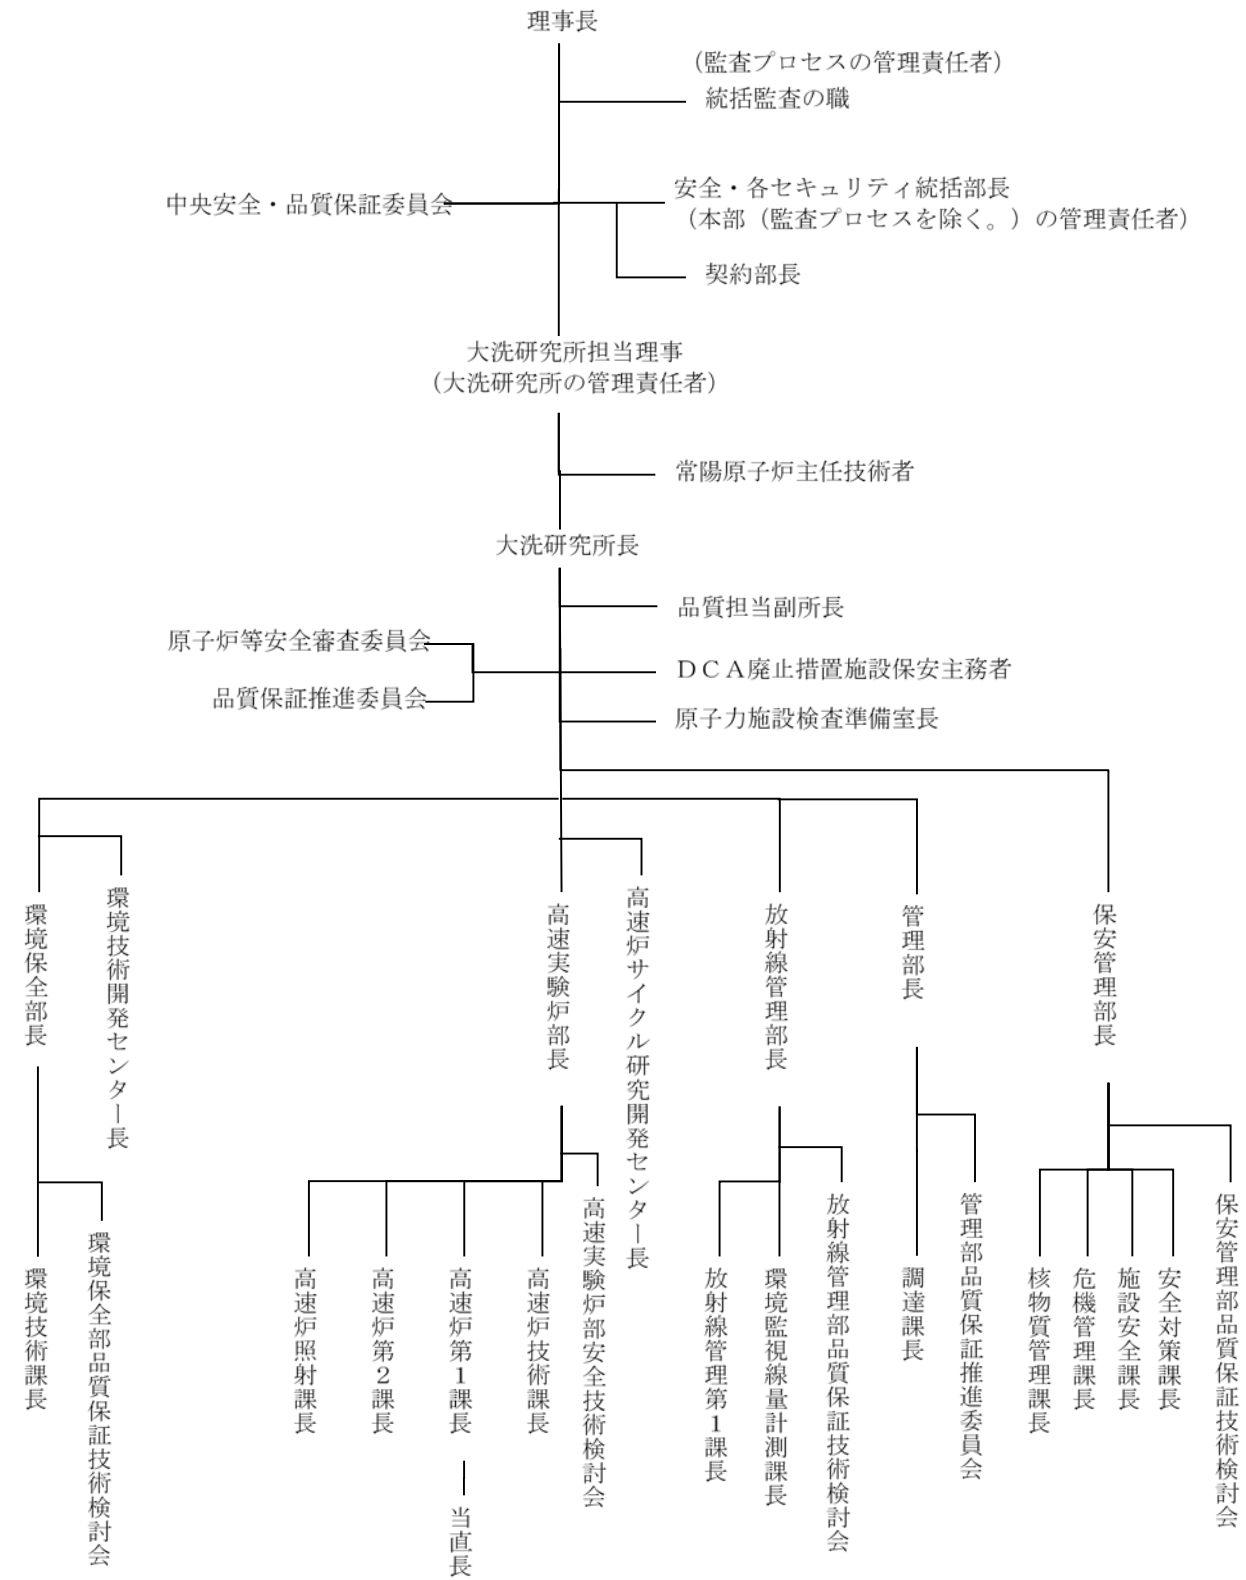 理事長
（監査プロセスの管理責任者）
統括監査の職
中央安全・品質保証委員会
安全・各セキュリティ統括部長
（本部（監査プロセスを除く。）の管理責任者）
契約部長
大洗研究所担当理事
（大洗研究所の管理責任者）
常陽原子炉主任技術者
大洗研究所長
品質担当副所長
原子炉等安全審査委員会
ＤＣＡ廃止措置施設保安主務者
品質保証推進委員会
原子力施設検査準備室長
環境保全部長
環境技術開発センター長
高速実験炉部長
高速炉サイクル研究開発センター長
放射線管理部長
管理部長
保安管理部長
環境技術課長
環境保全部品質保証技術検討会
高速炉照射課長
高速炉第２課長
高速炉第１課長
高速炉技術課長
高速実験炉部安全技術検討会
放射線管理第１課長
環境監視線量計測課長
放射線管理部品質保証技術検討会
調達課長
管理部品質保証推進委員会
核物質管理課長
危機管理課長
施設安全課長
安全対策課長
保安管理部品質保証技術検討会
当直長